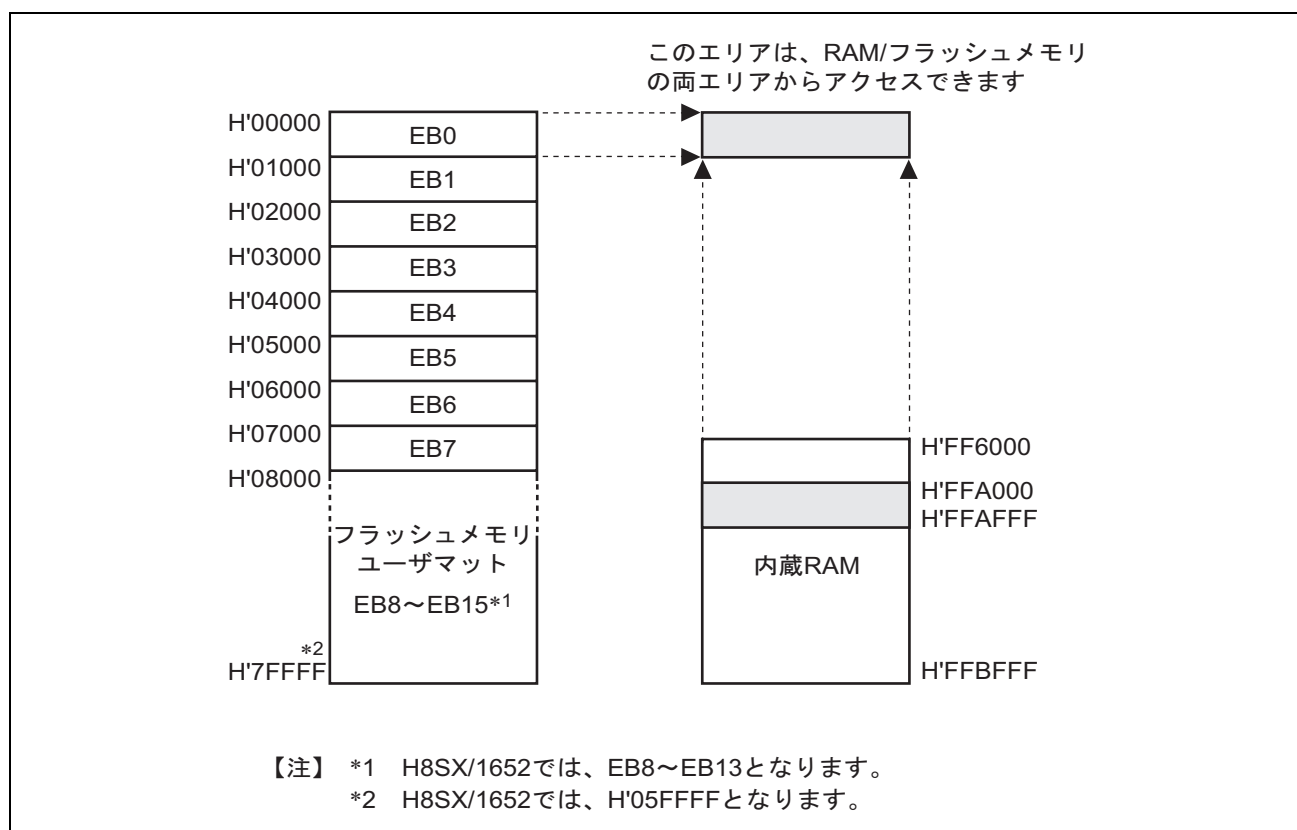 このエリアは、RAM/フラッシュメモリ
の両エリアからアクセスできます
H'00000
EB0
H'01000
EB1
H'02000
EB2
H'03000
EB3
H'04000
EB4
H'05000
EB5
H'06000
EB6
H'07000
EB7
H'08000
フラッシュメモリ
ユーザマット
EB8～EB15*1
*2
H'7FFFF
H'FF6000
H'FFA000
H'FFAFFF
内蔵RAM
H'FFBFFF
【注】 *1 H8SX/1652では、EB8～EB13となります。
*2 H8SX/1652では、H'05FFFFとなります。